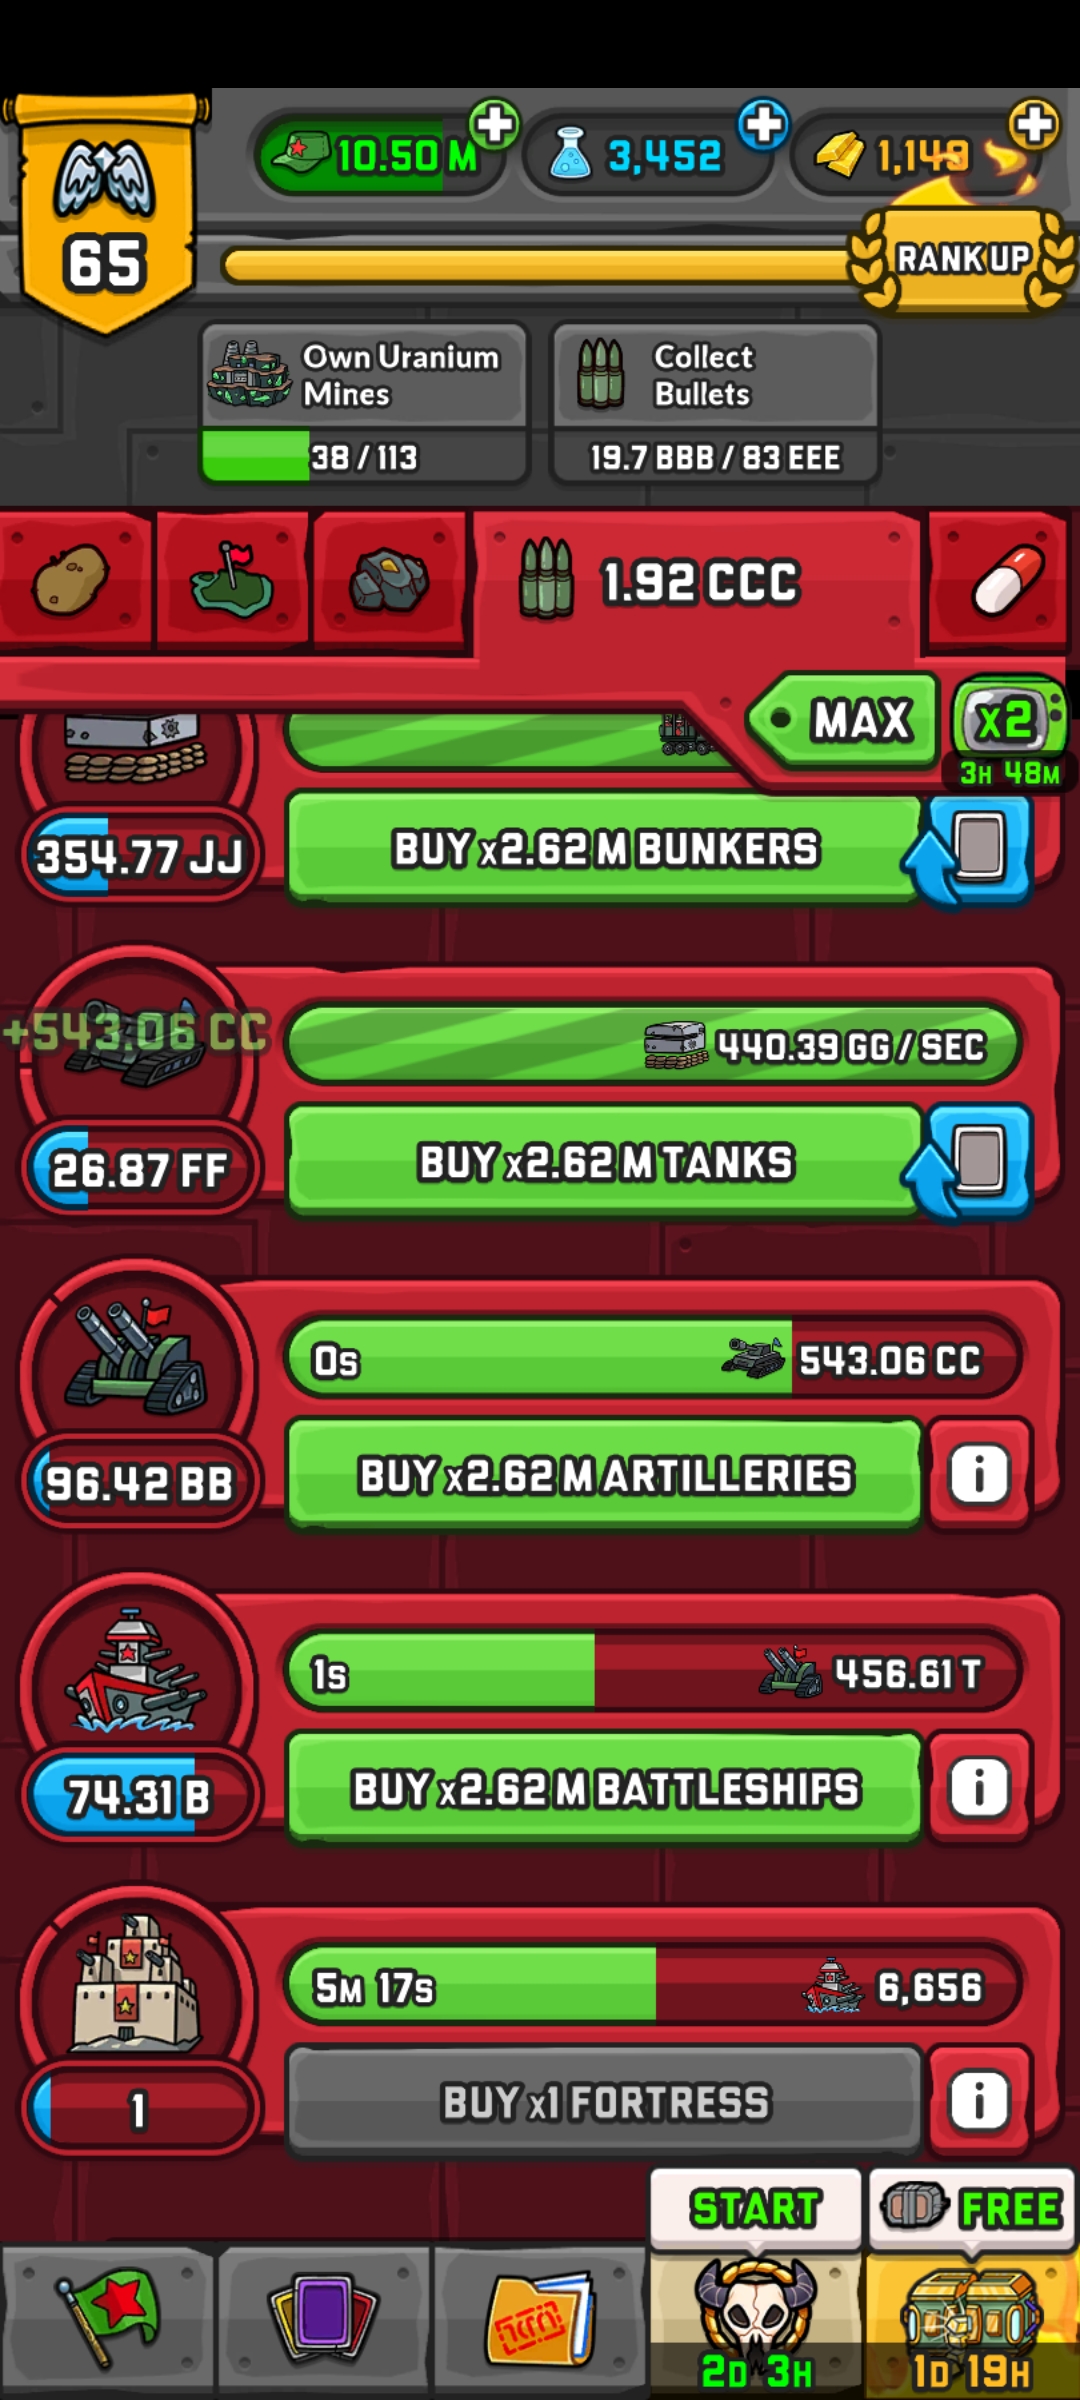 10.50 M
3,452
1,149
65
RANK UP
Own Uranium
Mines
38 / 113
Collect
Bullets
19.7 BBB / 83 EEE
1.92 CCC
MAX
x2
3H 48M
354.77 JJ
BUY x2.62 M BUNKERS
+543.06 CC
440.39 GG / SEC
26.87 FF
BUY x2.62 M TANKS
0s
543.06 CC
96.42 BB
BUY x2.62 M ARTILLERIES
1s
456.61 T
74.31 B
BUY x2.62 M BATTLESHIPS
5M 17s
6,656
1
BUY x1 FORTRESS
START
FREE
2D 3H
1D 19H